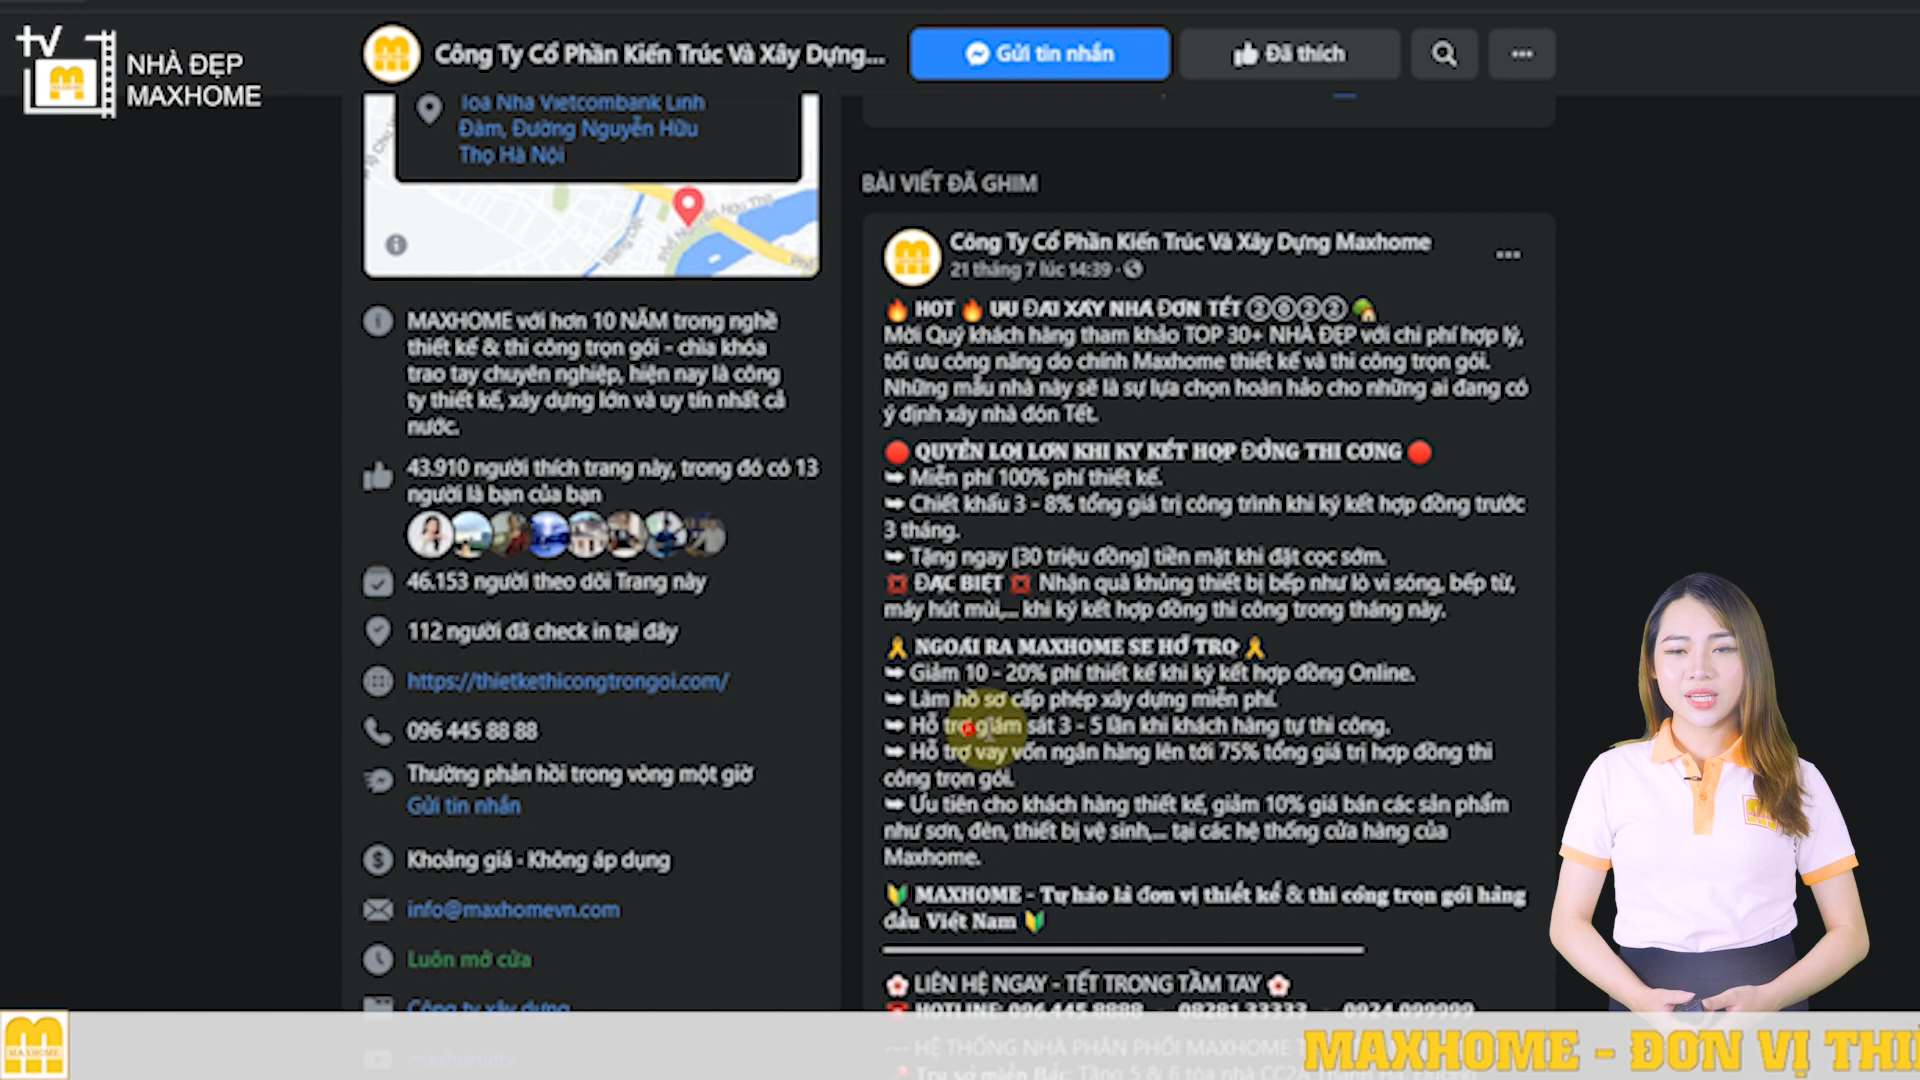 tv
NHÀ ĐẸP
MAXHOME
Công Ty Cổ Phần Kiến Trúc Và Xây Dựng...
Gửi tin nhắn
Đã thích
Tòa Nhà Vietcombank Linh
Đàm, Đường Nguyễn Hữu
Thọ Hà Nội
MAXHOME với hơn 10 NĂM trong nghề
thiết kế & thi công trọn gói - chìa khóa
trao tay chuyên nghiệp, hiện nay là công
ty thiết kế, xây dựng lớn và uy tín nhất cả
nước.
43.910 người thích trang này, trong đó có 13
người là bạn của bạn
46.153 người theo dõi Trang này
112 người đã check in tại đây
https://thietkethicongtrongoi.com/
096 445 88 88
Thường phản hồi trong vòng một giờ
Gửi tin nhắn
Khoảng giá - Không áp dụng
info@maxhomevn.com
Luôn mở cửa
Công ty xây dựng
BÀI VIẾT ĐÃ GHIM
Công Ty Cổ Phần Kiến Trúc Và Xây Dựng Maxhome
21 tháng 7 lúc 14:39
🔥 HOT 🔥 ƯU ĐÃI XÂY NHÀ ĐÓN TẾT ②⓪②② 🏡
Mời Quý khách hàng tham khảo TOP 30+ NHÀ ĐẸP với chi phí hợp lý,
tối ưu công năng do chính Maxhome thiết kế và thi công trọn gói.
Những mẫu nhà này sẽ là sự lựa chọn hoàn hảo cho những ai đang có
ý định xây nhà đón Tết.
🔴 QUYỀN LỢI LỚN KHI KÝ KẾT HỢP ĐỒNG THI CÔNG 🔴
➥ Miễn phí 100% phí thiết kế.
➥ Chiết khấu 3 - 8% tổng giá trị công trình khi ký kết hợp đồng trước
3 tháng.
➥ Tặng ngay [30 triệu đồng] tiền mặt khi đặt cọc sớm.
💢 ĐẶC BIỆT 💢 Nhận quà khủng thiết bị bếp như lò vi sóng, bếp từ,
máy hút mùi,... khi ký kết hợp đồng thi công trong tháng này.
🎗 NGOÀI RA MAXHOME SẼ HỖ TRỢ 🎗
➥ Giảm 10 - 20% phí thiết kế khi ký kết hợp đồng Online.
➥ Làm hồ sơ cấp phép xây dựng miễn phí.
➥ Hỗ trợ giám sát 3 - 5 lần khi khách hàng tự thi công.
➥ Hỗ trợ vay vốn ngân hàng lên tới 75% tổng giá trị hợp đồng thi
công trọn gói.
➥ Ưu tiên cho khách hàng thiết kế, giảm 10% giá bán các sản phẩm
như sơn, đèn, thiết bị vệ sinh,... tại các hệ thống cửa hàng của
Maxhome.
🔰 MAXHOME - Tự hào là đơn vị thiết kế & thi công trọn gói hàng
đầu Việt Nam 🔰
🌸 LIÊN HỆ NGAY - TẾT TRONG TẦM TAY 🌸
HOTLINE: 096 445 8888 - 08281 33333 - 0924 099999
--- HỆ THỐNG NHÀ PHÂN PHỐI MAXHOME
MAXHOME - ĐƠN VỊ THI